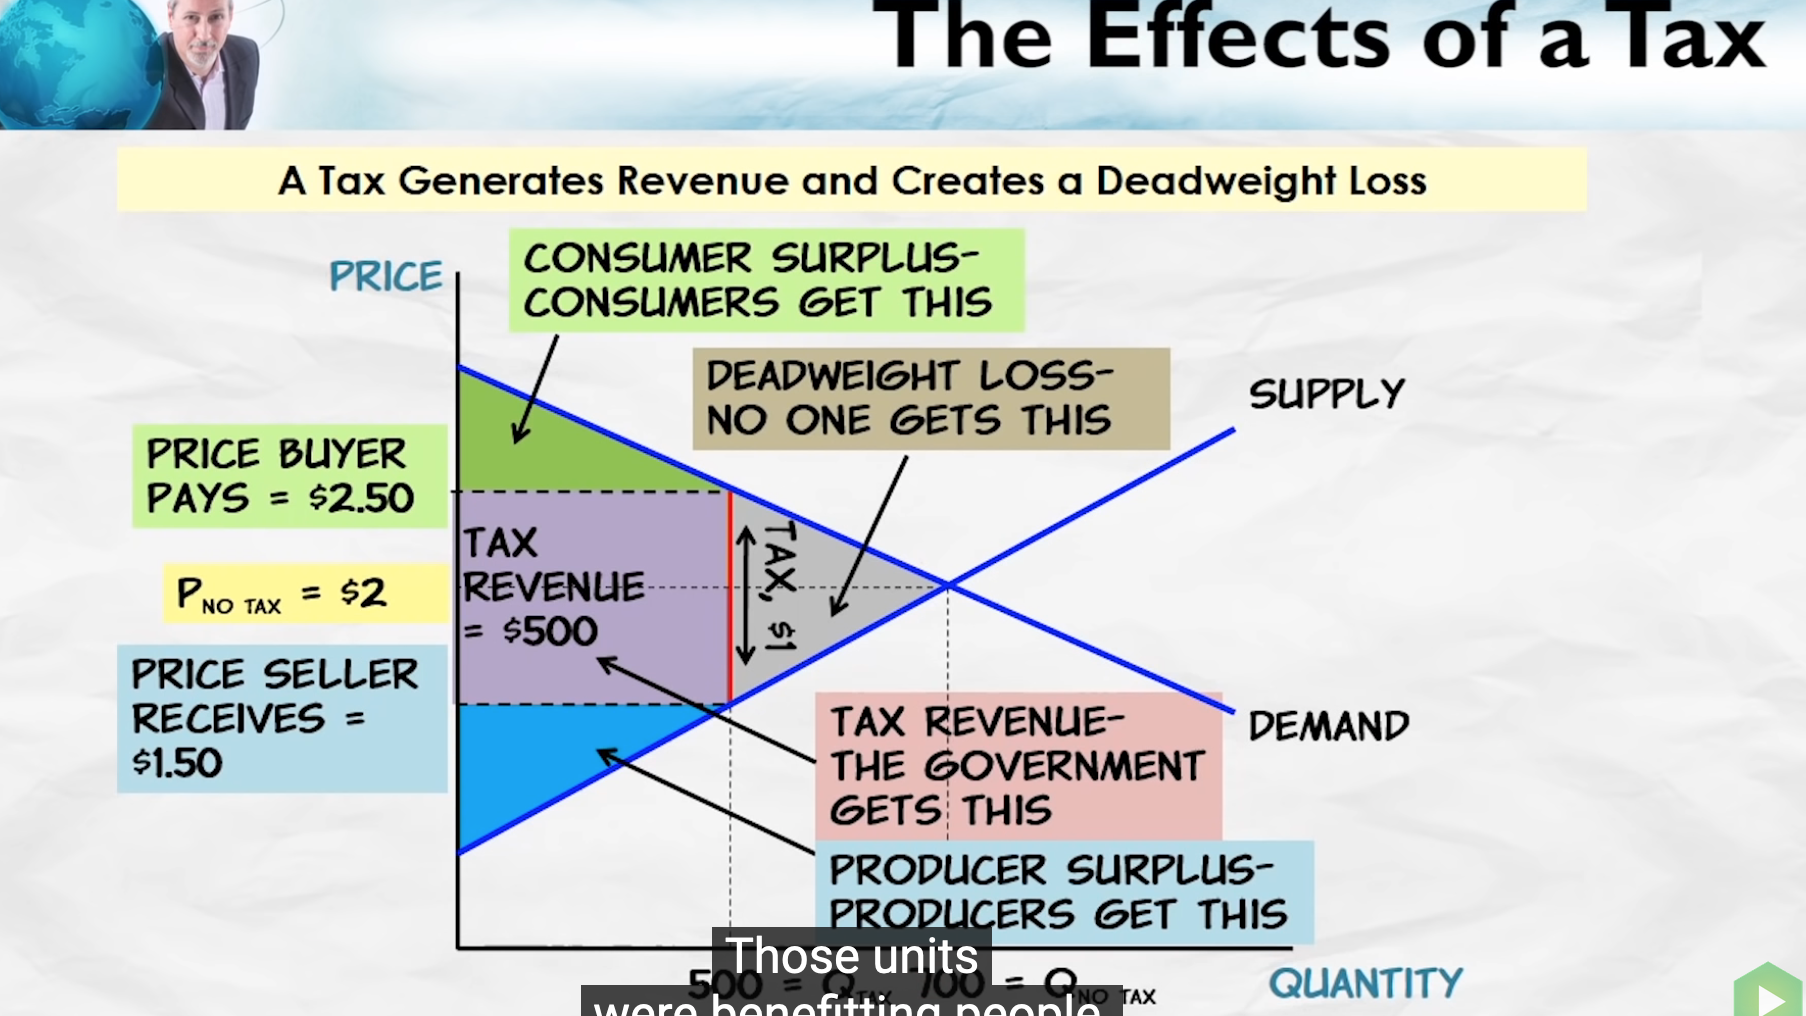 The Effects of a Tax
A Tax Generates Revenue and Creates a Deadweight Loss
PRICE
CONSUMER SURPLUS-
CONSUMERS GET THIS
DEADWEIGHT LOSS-
NO ONE GETS THIS
SUPPLY
PRICE BUYER
PAYS = $2.50
TAX
REVENUE
= $500
TAX, $1
P NO TAX = $2
PRICE SELLER
RECEIVES =
$1.50
TAX REVENUE-
THE GOVERNMENT
GETS THIS
DEMAND
PRODUCER SURPLUS-
PRODUCERS GET THIS
Those units
500 = Q TAX 700 = Q NO TAX
QUANTITY
were benefitting people